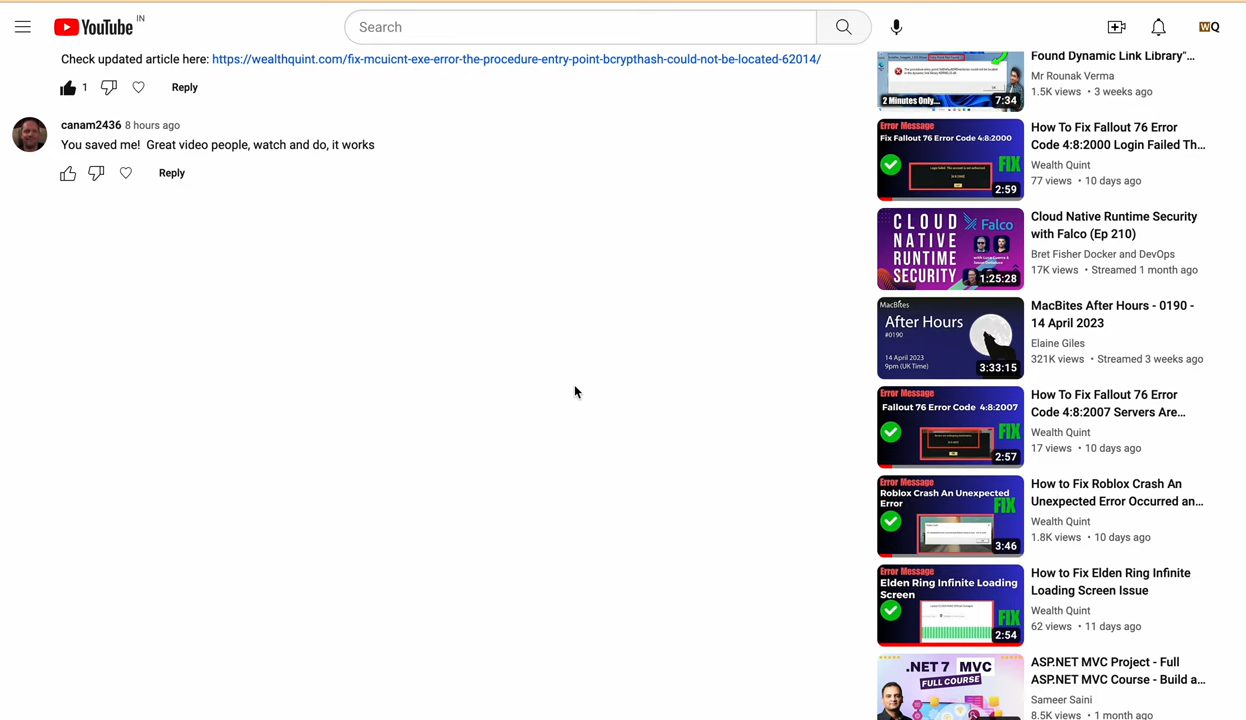 YouTube IN
Search
WQ
Check updated article here: https://wealthquint.com/fix-mcuicnt-exe-error-the-procedure-entry-point-bcrypthash-could-not-be-located-62014/
1
Reply
canam2436 8 hours ago
You saved me! Great video people, watch and do, it works
Reply
2 Minutes Only...
7:34
Found Dynamic Link Library"...
Mr Rounak Verma
1.5K views • 3 weeks ago
Error Message
Fix Fallout 76 Error Code 4:8:2000
FIX
2:59
How To Fix Fallout 76 Error
Code 4:8:2000 Login Failed Th...
Wealth Quint
77 views • 10 days ago
CLOUD
NATIVE
RUNTIME
SECURITY
Falco
1:25:28
Cloud Native Runtime Security
with Falco (Ep 210)
Bret Fisher Docker and DevOps
17K views • Streamed 1 month ago
MacBites
After Hours
#0190
14 April 2023
9pm (UK Time)
3:33:15
MacBites After Hours - 0190 -
14 April 2023
Elaine Giles
321K views • Streamed 3 weeks ago
Error Message
Fallout 76 Error Code 4:8:2007
FIX
2:57
How To Fix Fallout 76 Error
Code 4:8:2007 Servers Are...
Wealth Quint
17 views • 10 days ago
Error Message
Roblox Crash An Unexpected
Error
FIX
3:46
How to Fix Roblox Crash An
Unexpected Error Occurred an...
Wealth Quint
1.8K views • 10 days ago
Error Message
Elden Ring Infinite Loading
Screen
FIX
2:54
How to Fix Elden Ring Infinite
Loading Screen Issue
Wealth Quint
62 views • 11 days ago
.NET 7 MVC
FULL COURSE
ASP.NET MVC Project - Full
ASP.NET MVC Course - Build a...
Sameer Saini
8.5K views • 1 month ago